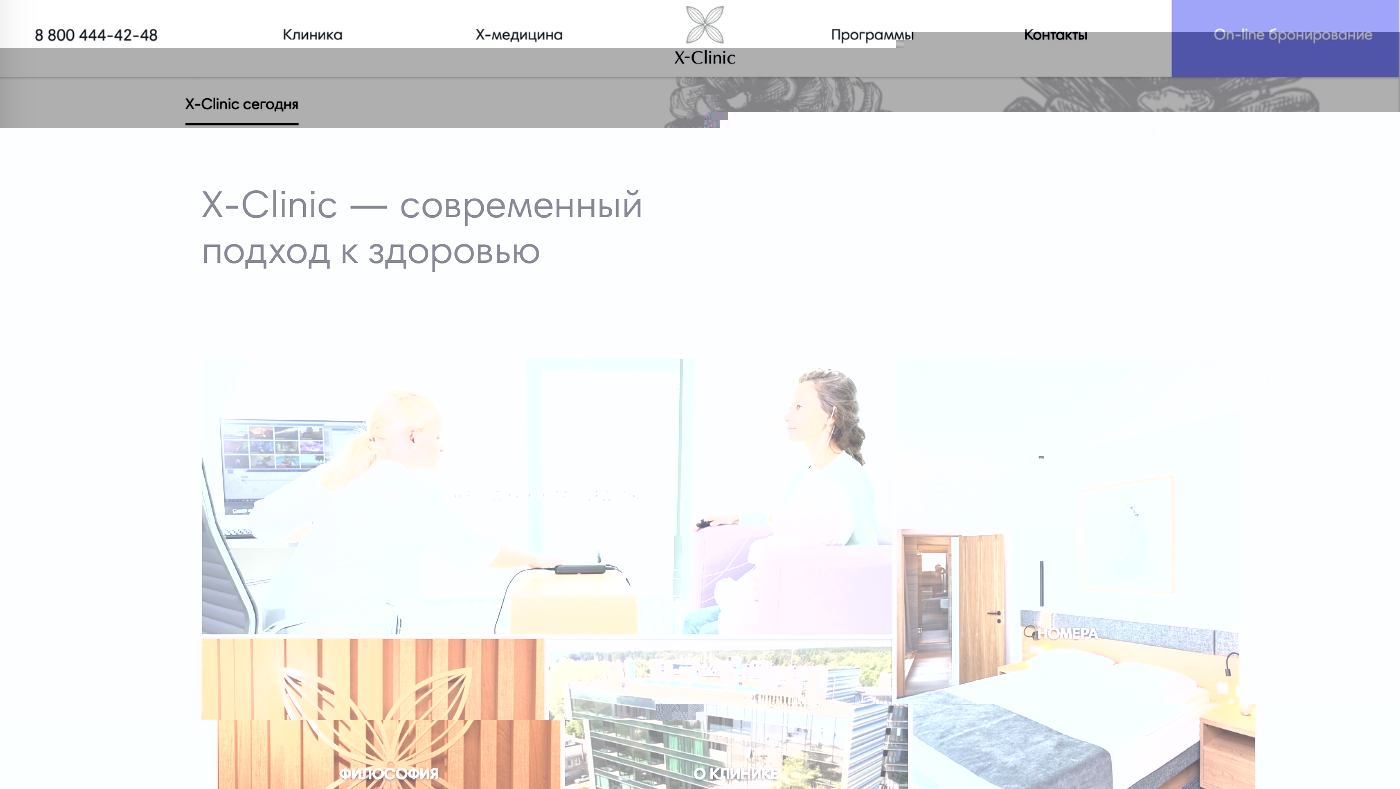 8 800 444-42-48
Клиника
Х-медицина
X-Clinic
Программы
Контакты
On-line бронирование
X-Clinic сегодня
X-Clinic — современный
подход к здоровью
НОМЕРА
ФИЛОСОФИЯ
О КЛИНИКЕ